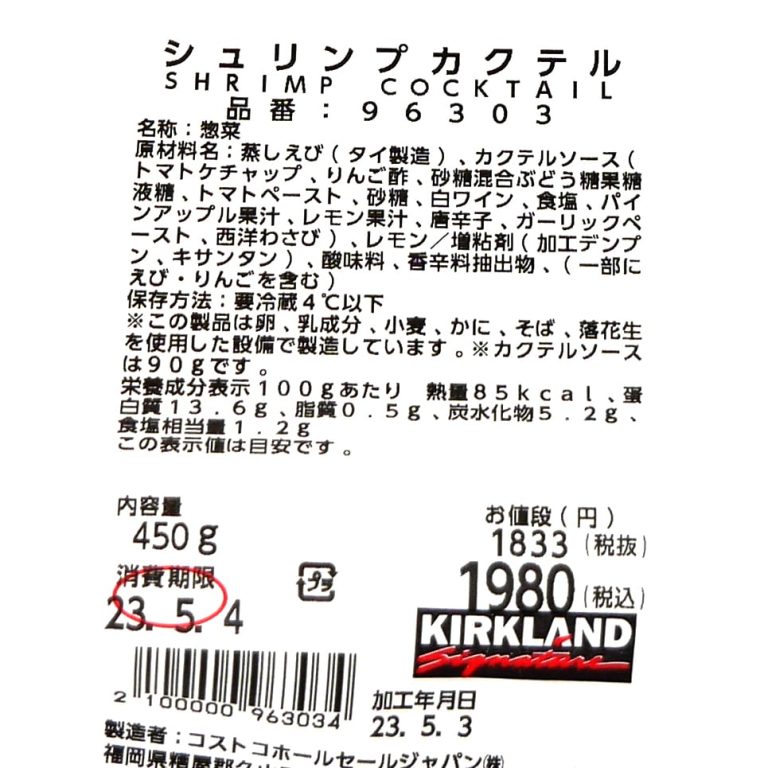 シュリンプカクテル
SHRIMP COCKTAIL
品番：96303
名称：惣菜
原材料名：蒸しえび（タイ製造）、カクテルソース（
トマトケチャップ、りんご酢、砂糖混合ぶどう糖果糖
液糖、トマトペースト、砂糖、白ワイン、食塩、パイ
ンアップル果汁、レモン果汁、唐辛子、ガーリックペ
ースト、西洋わさび）、レモン／増粘剤（加工デンプ
ン、キサンタン）、酸味料、香辛料抽出物、（一部に
えび・りんごを含む）
保存方法：要冷蔵4℃以下
※この製品は卵、乳成分、小麦、かに、そば、落花生
を使用した設備で製造しています。※カクテルソース
は90gです。
栄養成分表示100gあたり 熱量85kcal、蛋
白質13.6g、脂質0.5g、炭水化物5.2g、
食塩相当量1.2g
この表示値は目安です。
内容量
450g
お値段（円）
1833（税抜）
消費期限
プラ
1980（税込）
23.5.4
KIRKLAND
Signature
2 100000 963034
加工年月日
23.5.3
製造者：コストコホールセールジャパン㈱
福岡県糟屋郡久山